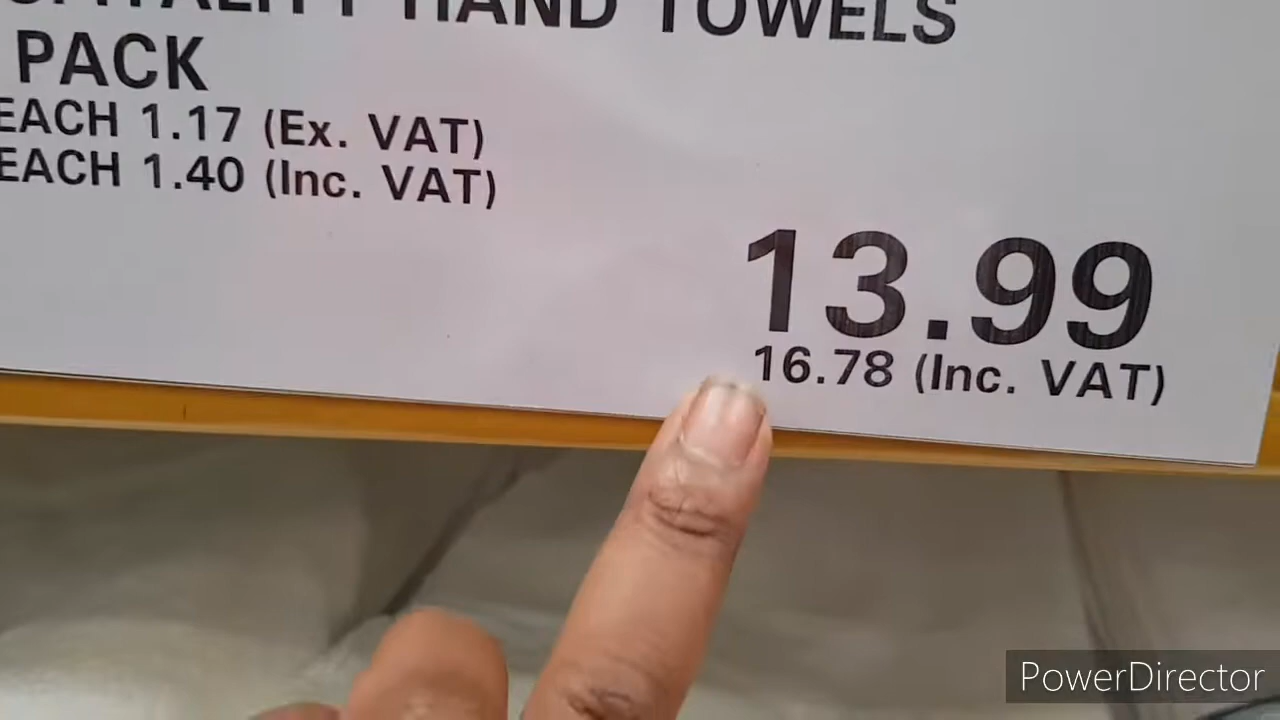 HAND TOWELS
PACK
EACH 1.17 (Ex. VAT)
EACH 1.40 (Inc. VAT)
13.99
16.78 (Inc. VAT)
PowerDirector